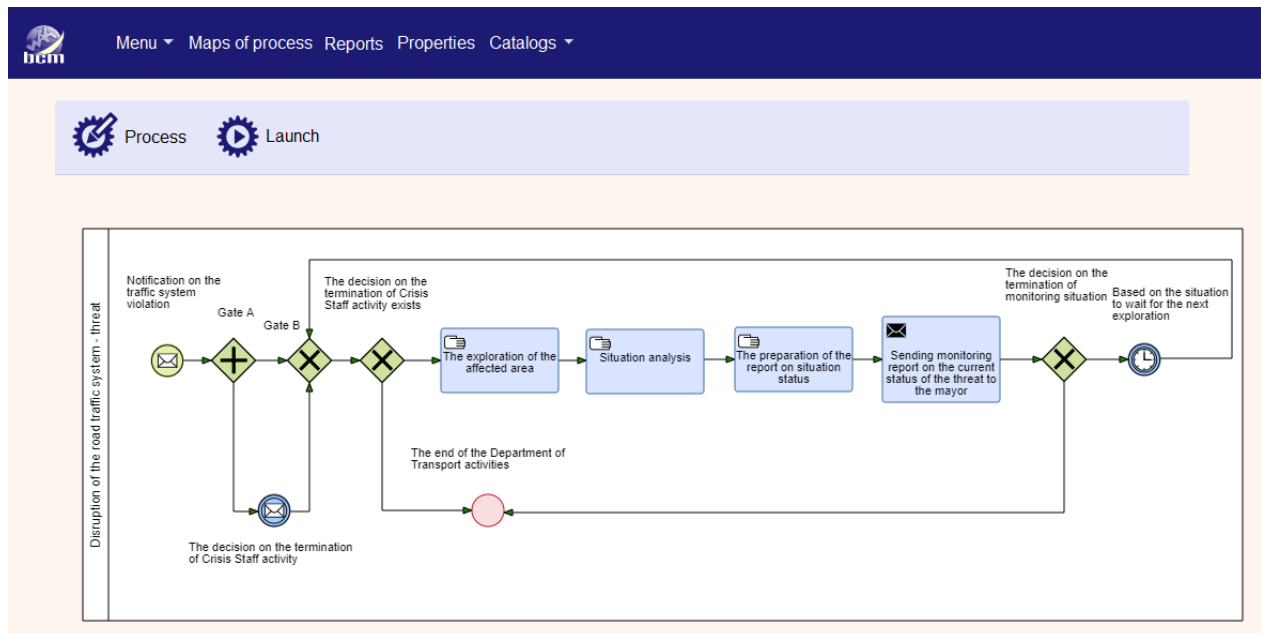 bcm
Menu
Maps of process
Reports
Properties
Catalogs
Process
Launch
Disruption of the road traffic system - threat
Notification on the
traffic system
violation
Gate A
Gate B
The decision on the
termination of Crisis
Staff activity exists
The exploration of the
affected area
Situation analysis
The preparation of the
report on situation
status
Sending monitoring
report on the current
status of the threat to
the mayor
The decision on the
termination of
monitoring situation
Based on the situation
to wait for the next
exploration
The end of the Department of
Transport activities
The decision on the termination
of Crisis Staff activity